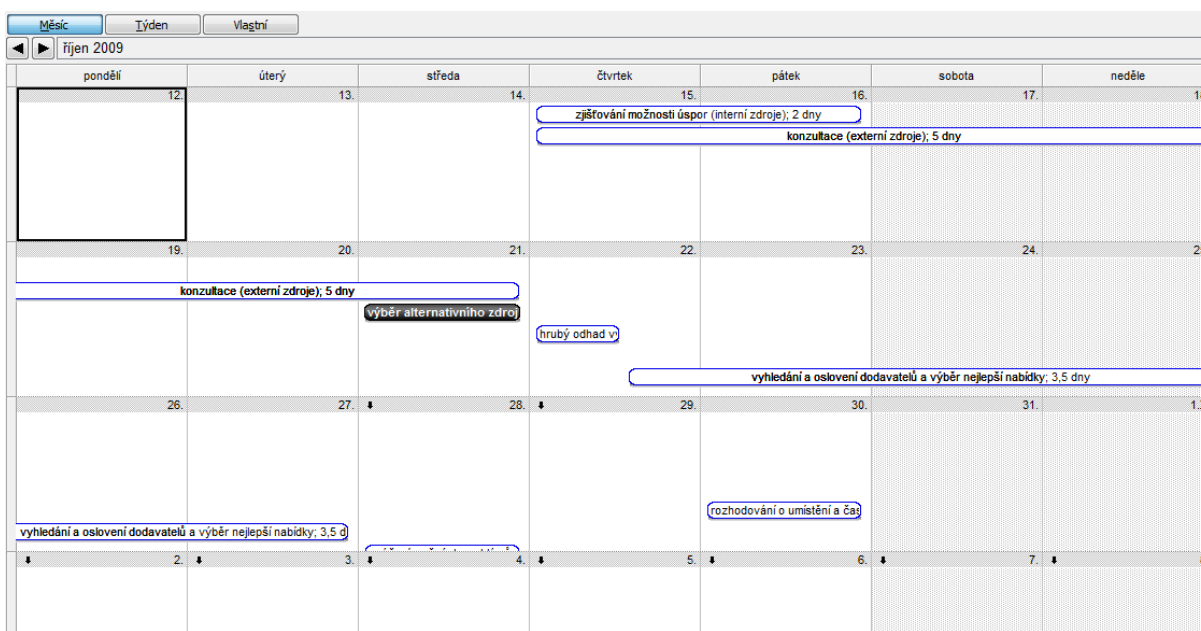 Měsíc Týden Vlastní
říjen 2009
pondělí úterý středa čtvrtek pátek sobota neděle
12. 13. 14. 15. 16. 17. 1
zjišťování možnosti úspor (interní zdroje); 2 dny
konzultace (externí zdroje); 5 dny
19. 20. 21. 22. 23. 24. 2
konzultace (externí zdroje); 5 dny
výběr alternativního zdroj
hrubý odhad
vyhledání a oslovení dodavatelů a výběr nejlepší nabídky; 3,5 dny
26. 27. 28. 29. 30. 31. 1.
rozhodování o umístění a čas
vyhledání a oslovení dodavatelů a výběr nejlepší nabídky; 3,5 d
2. 3. 4. 5. 6. 7.